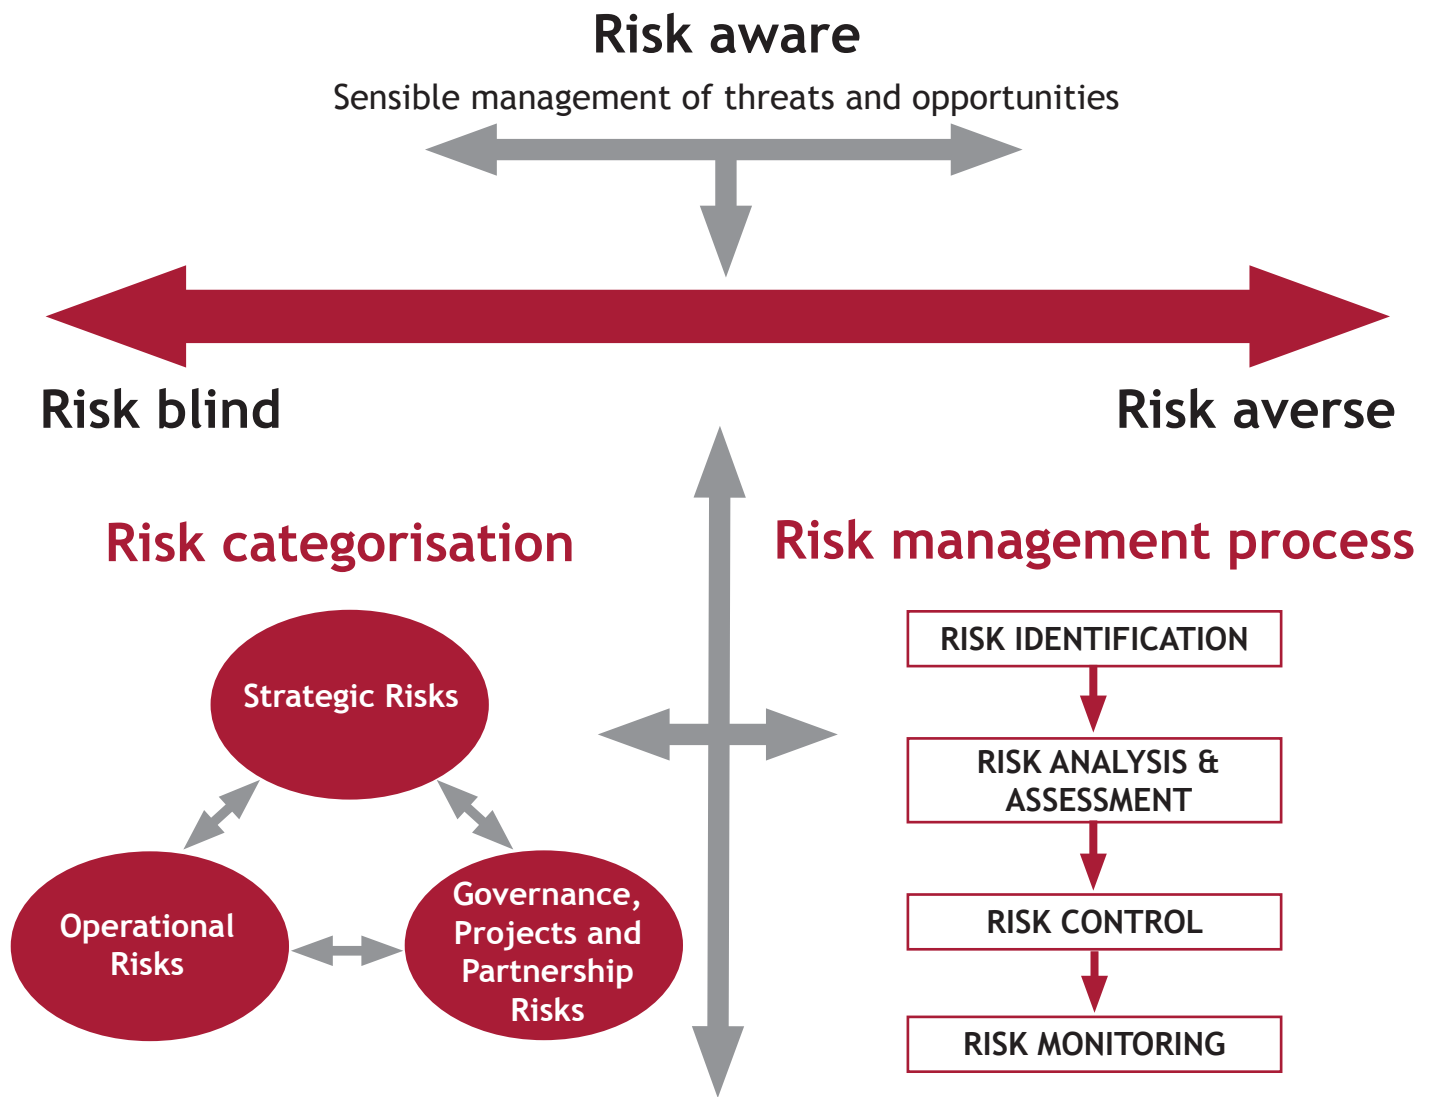 Risk aware
Sensible management of threats and opportunities
Risk blind
Risk averse
Risk categorisation
Strategic Risks
Operational
Risks
Governance,
Projects and
Partnership
Risks
Risk management process
RISK IDENTIFICATION
RISK ANALYSIS &
ASSESSMENT
RISK CONTROL
RISK MONITORING